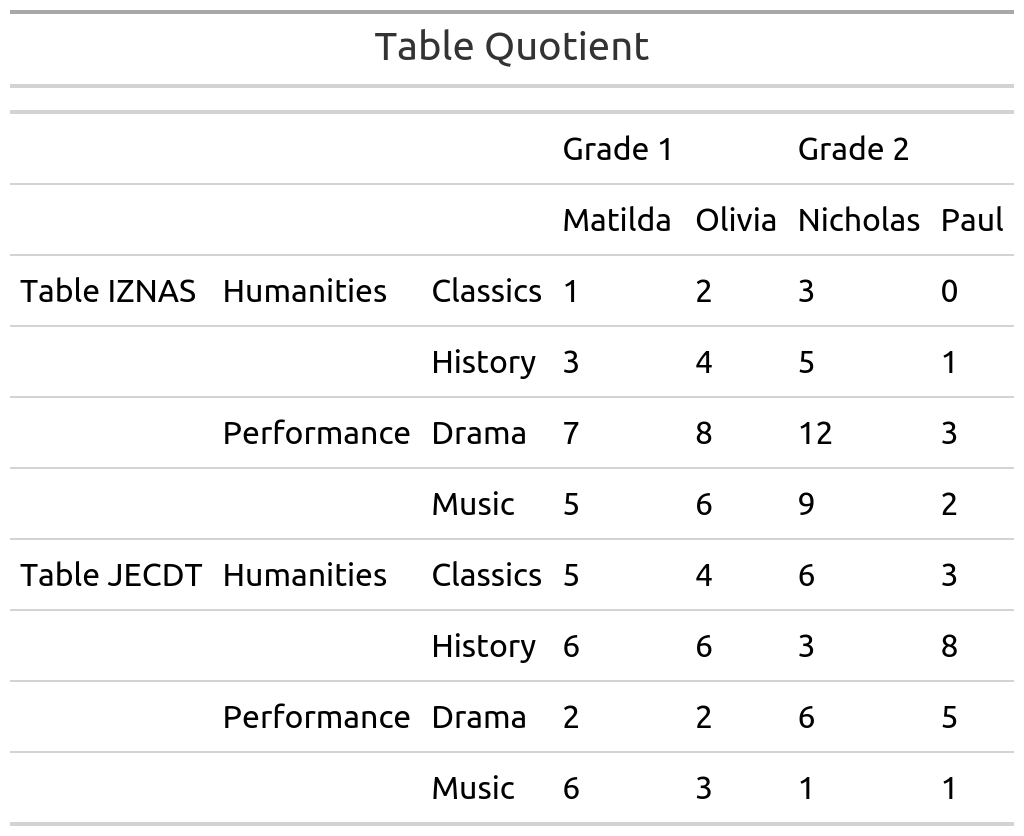 Table Quotient
Grade 1 Grade 2
Matilda Olivia Nicholas Paul
Table IZNAS Humanities Classics 1 2 3 0
History 3 4 5 1
Performance Drama 7 8 12 3
Music 5 6 9 2
Table JECDT Humanities Classics 5 4 6 3
History 6 6 3 8
Performance Drama 2 2 6 5
Music 6 3 1 1